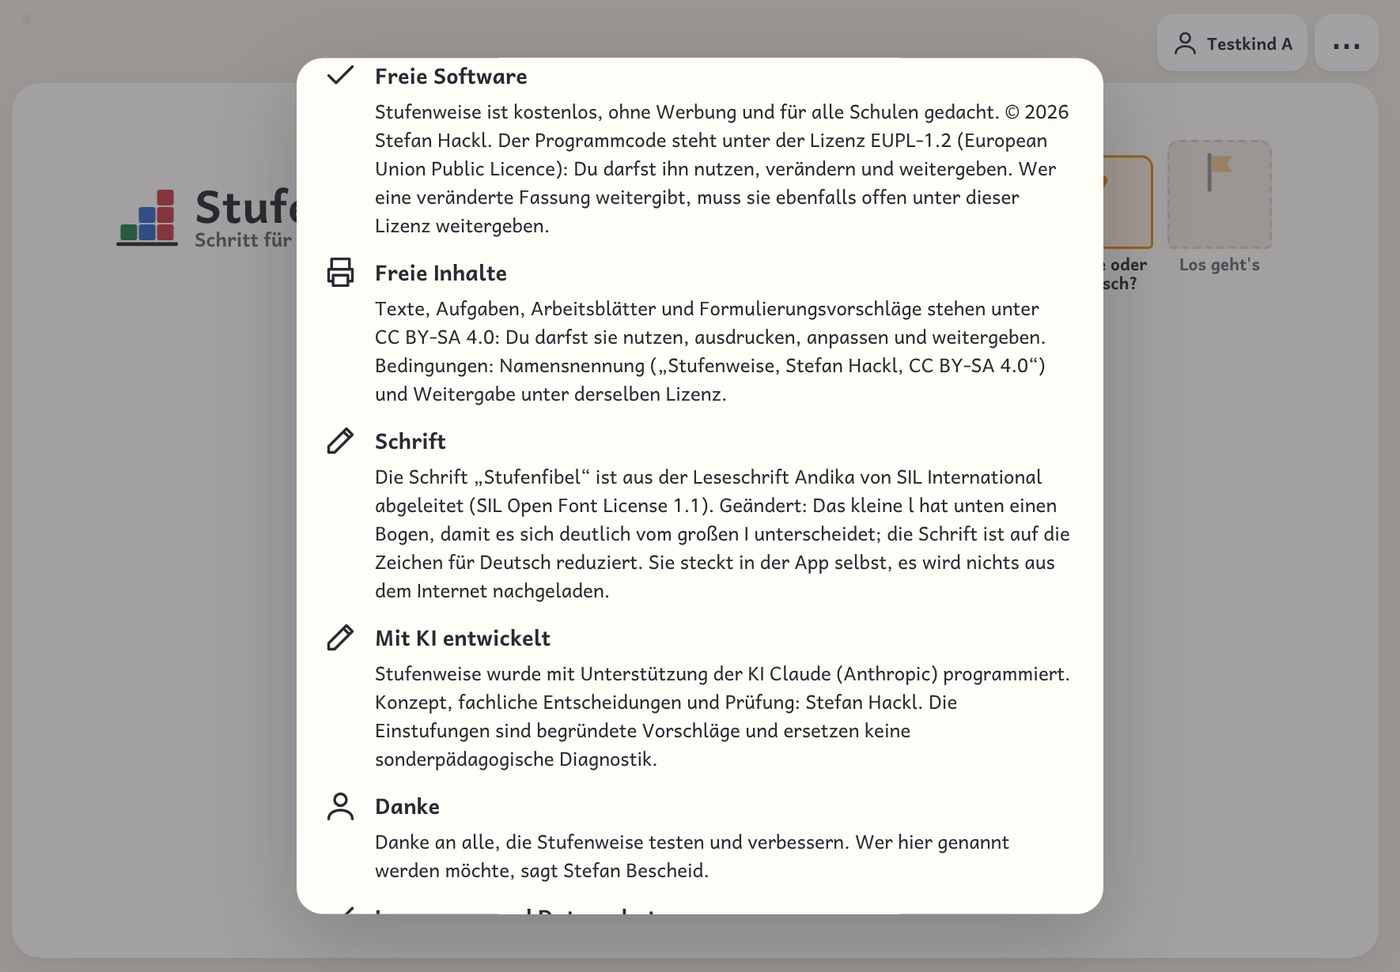 Testkind A
...
Freie Software
Stufenweise ist kostenlos, ohne Werbung und für alle Schulen gedacht. © 2026
Stefan Hackl. Der Programmcode steht unter der Lizenz EUPL-1.2 (European
Union Public Licence): Du darfst ihn nutzen, verändern und weitergeben. Wer
eine veränderte Fassung weitergibt, muss sie ebenfalls offen unter dieser
Lizenz weitergeben.
Stufe
Schritt für
e oder
sch?
Los geht's
Freie Inhalte
Texte, Aufgaben, Arbeitsblätter und Formulierungsvorschläge stehen unter
CC BY-SA 4.0: Du darfst sie nutzen, ausdrucken, anpassen und weitergeben.
Bedingungen: Namensnennung („Stufenweise, Stefan Hackl, CC BY-SA 4.0“)
und Weitergabe unter derselben Lizenz.
Schrift
Die Schrift „Stufenfibel“ ist aus der Leseschrift Andika von SIL International
abgeleitet (SIL Open Font License 1.1). Geändert: Das kleine l hat unten einen
Bogen, damit es sich deutlich vom großen I unterscheidet; die Schrift ist auf die
Zeichen für Deutsch reduziert. Sie steckt in der App selbst, es wird nichts aus
dem Internet nachgeladen.
Mit KI entwickelt
Stufenweise wurde mit Unterstützung der KI Claude (Anthropic) programmiert.
Konzept, fachliche Entscheidungen und Prüfung: Stefan Hackl. Die
Einstufungen sind begründete Vorschläge und ersetzen keine
sonderpädagogische Diagnostik.
Danke
Danke an alle, die Stufenweise testen und verbessern. Wer hier genannt
werden möchte, sagt Stefan Bescheid.